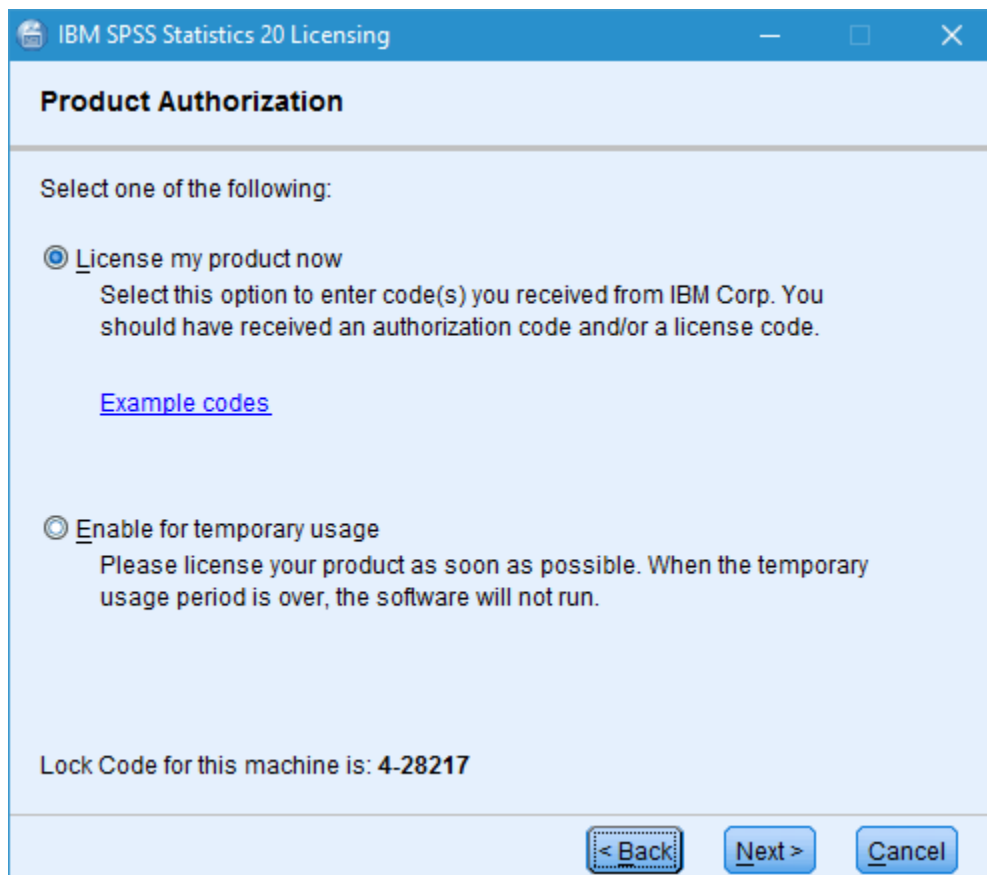 IBM SPSS Statistics 20 Licensing
Product Authorization
Select one of the following:
License my product now
Select this option to enter code(s) you received from IBM Corp. You
should have received an authorization code and/or a license code.
Example codes
Enable for temporary usage
Please license your product as soon as possible. When the temporary
usage period is over, the software will not run.
Lock Code for this machine is: 4-28217
< Back Next > Cancel